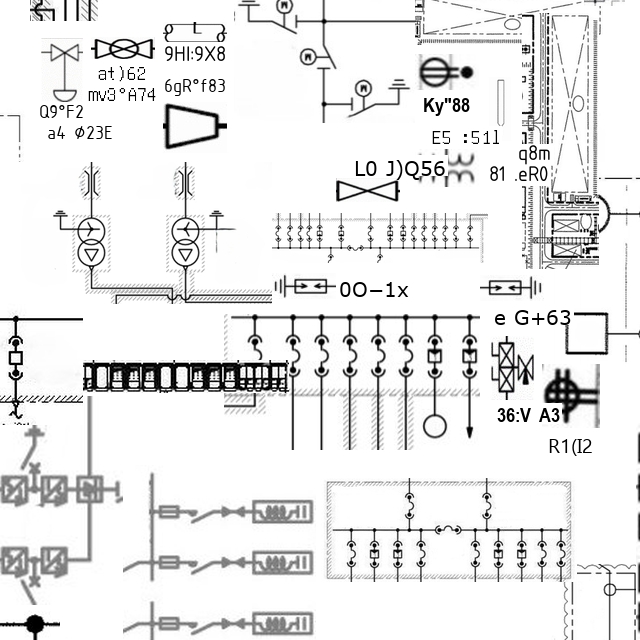 9HI:9X8
at)62
mv3°A74
6gR°f83
Q9°F2
a4 Ø23E
Ky"88
E5 :51l
q8m
81 .eR0
L0 J)Q56
0O−1x
e G+63
36:V A3'
R1(I2